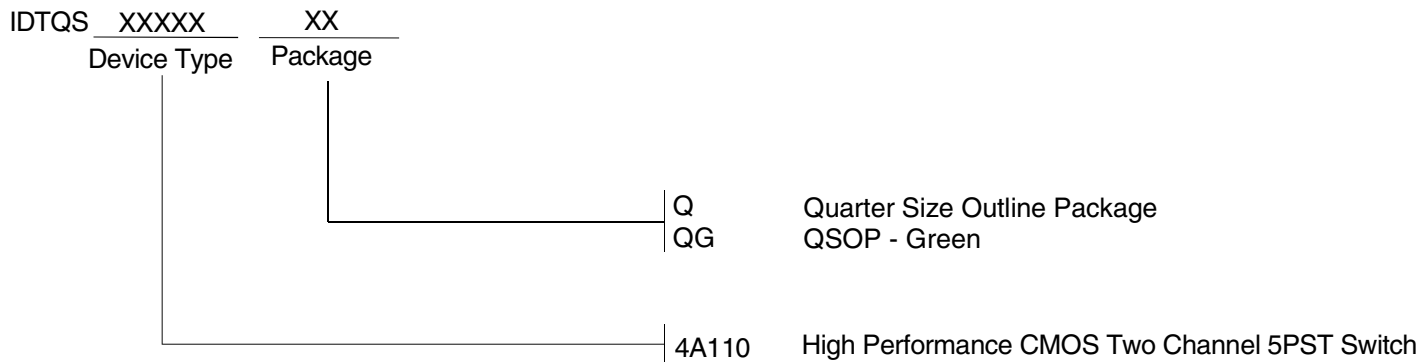 IDTQS XXXXX XX
Device Type Package
Q Quarter Size Outline Package
QG QSOP - Green
4A110 High Performance CMOS Two Channel 5PST Switch